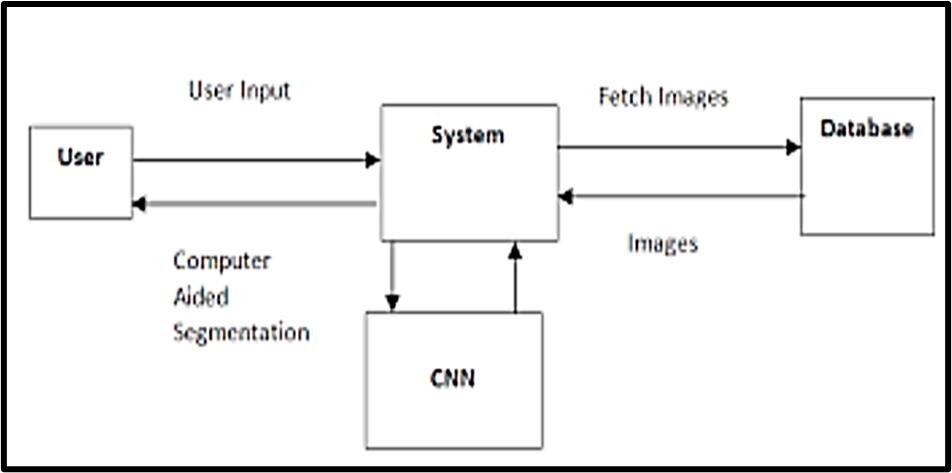 User Input
Fetch Images
User
System
Database
Images
Computer
Aided
Segmentation
CNN